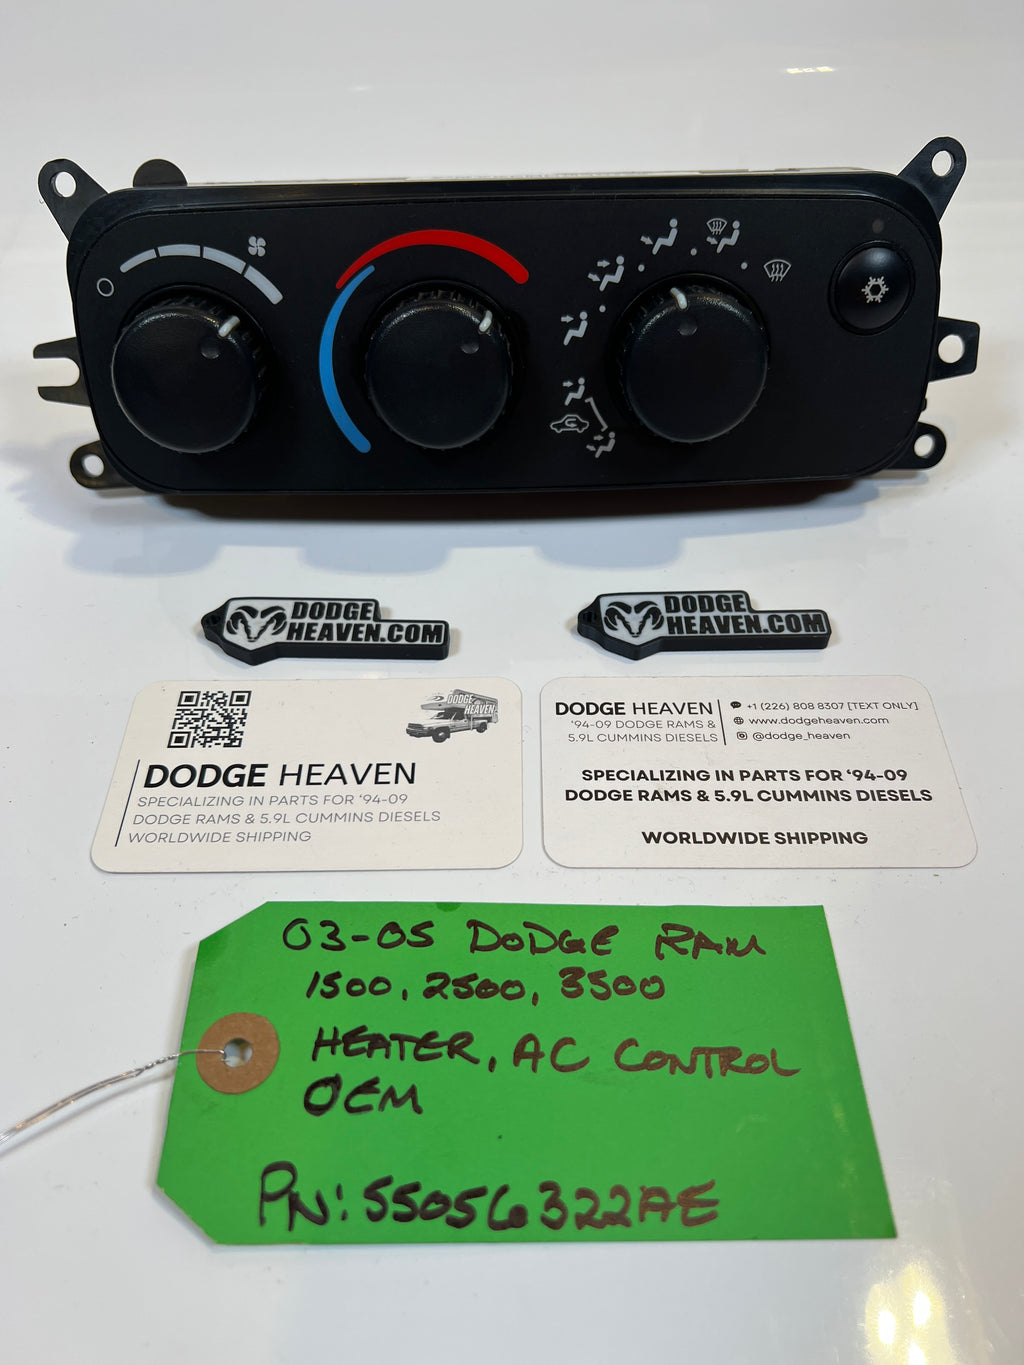 DODGE
HEAVEN.COM
DODGE
HEAVEN.COM
DODGE
HEAVEN
DODGE HEAVEN
SPECIALIZING IN PARTS FOR '94-09
DODGE RAMS & 5.9L CUMMINS DIESELS
WORLDWIDE SHIPPING
DODGE HEAVEN
'94-09 DODGE RAMS &
5.9L CUMMINS DIESELS
+1 (226) 808 8307 [TEXT ONLY]
www.dodgeheaven.com
@dodge_heaven
SPECIALIZING IN PARTS FOR '94-09
DODGE RAMS & 5.9L CUMMINS DIESELS
WORLDWIDE SHIPPING
03-05 DODGE RAM
1500, 2500, 3500
HEATER, AC CONTROL
OEM
PN: 55056322AE